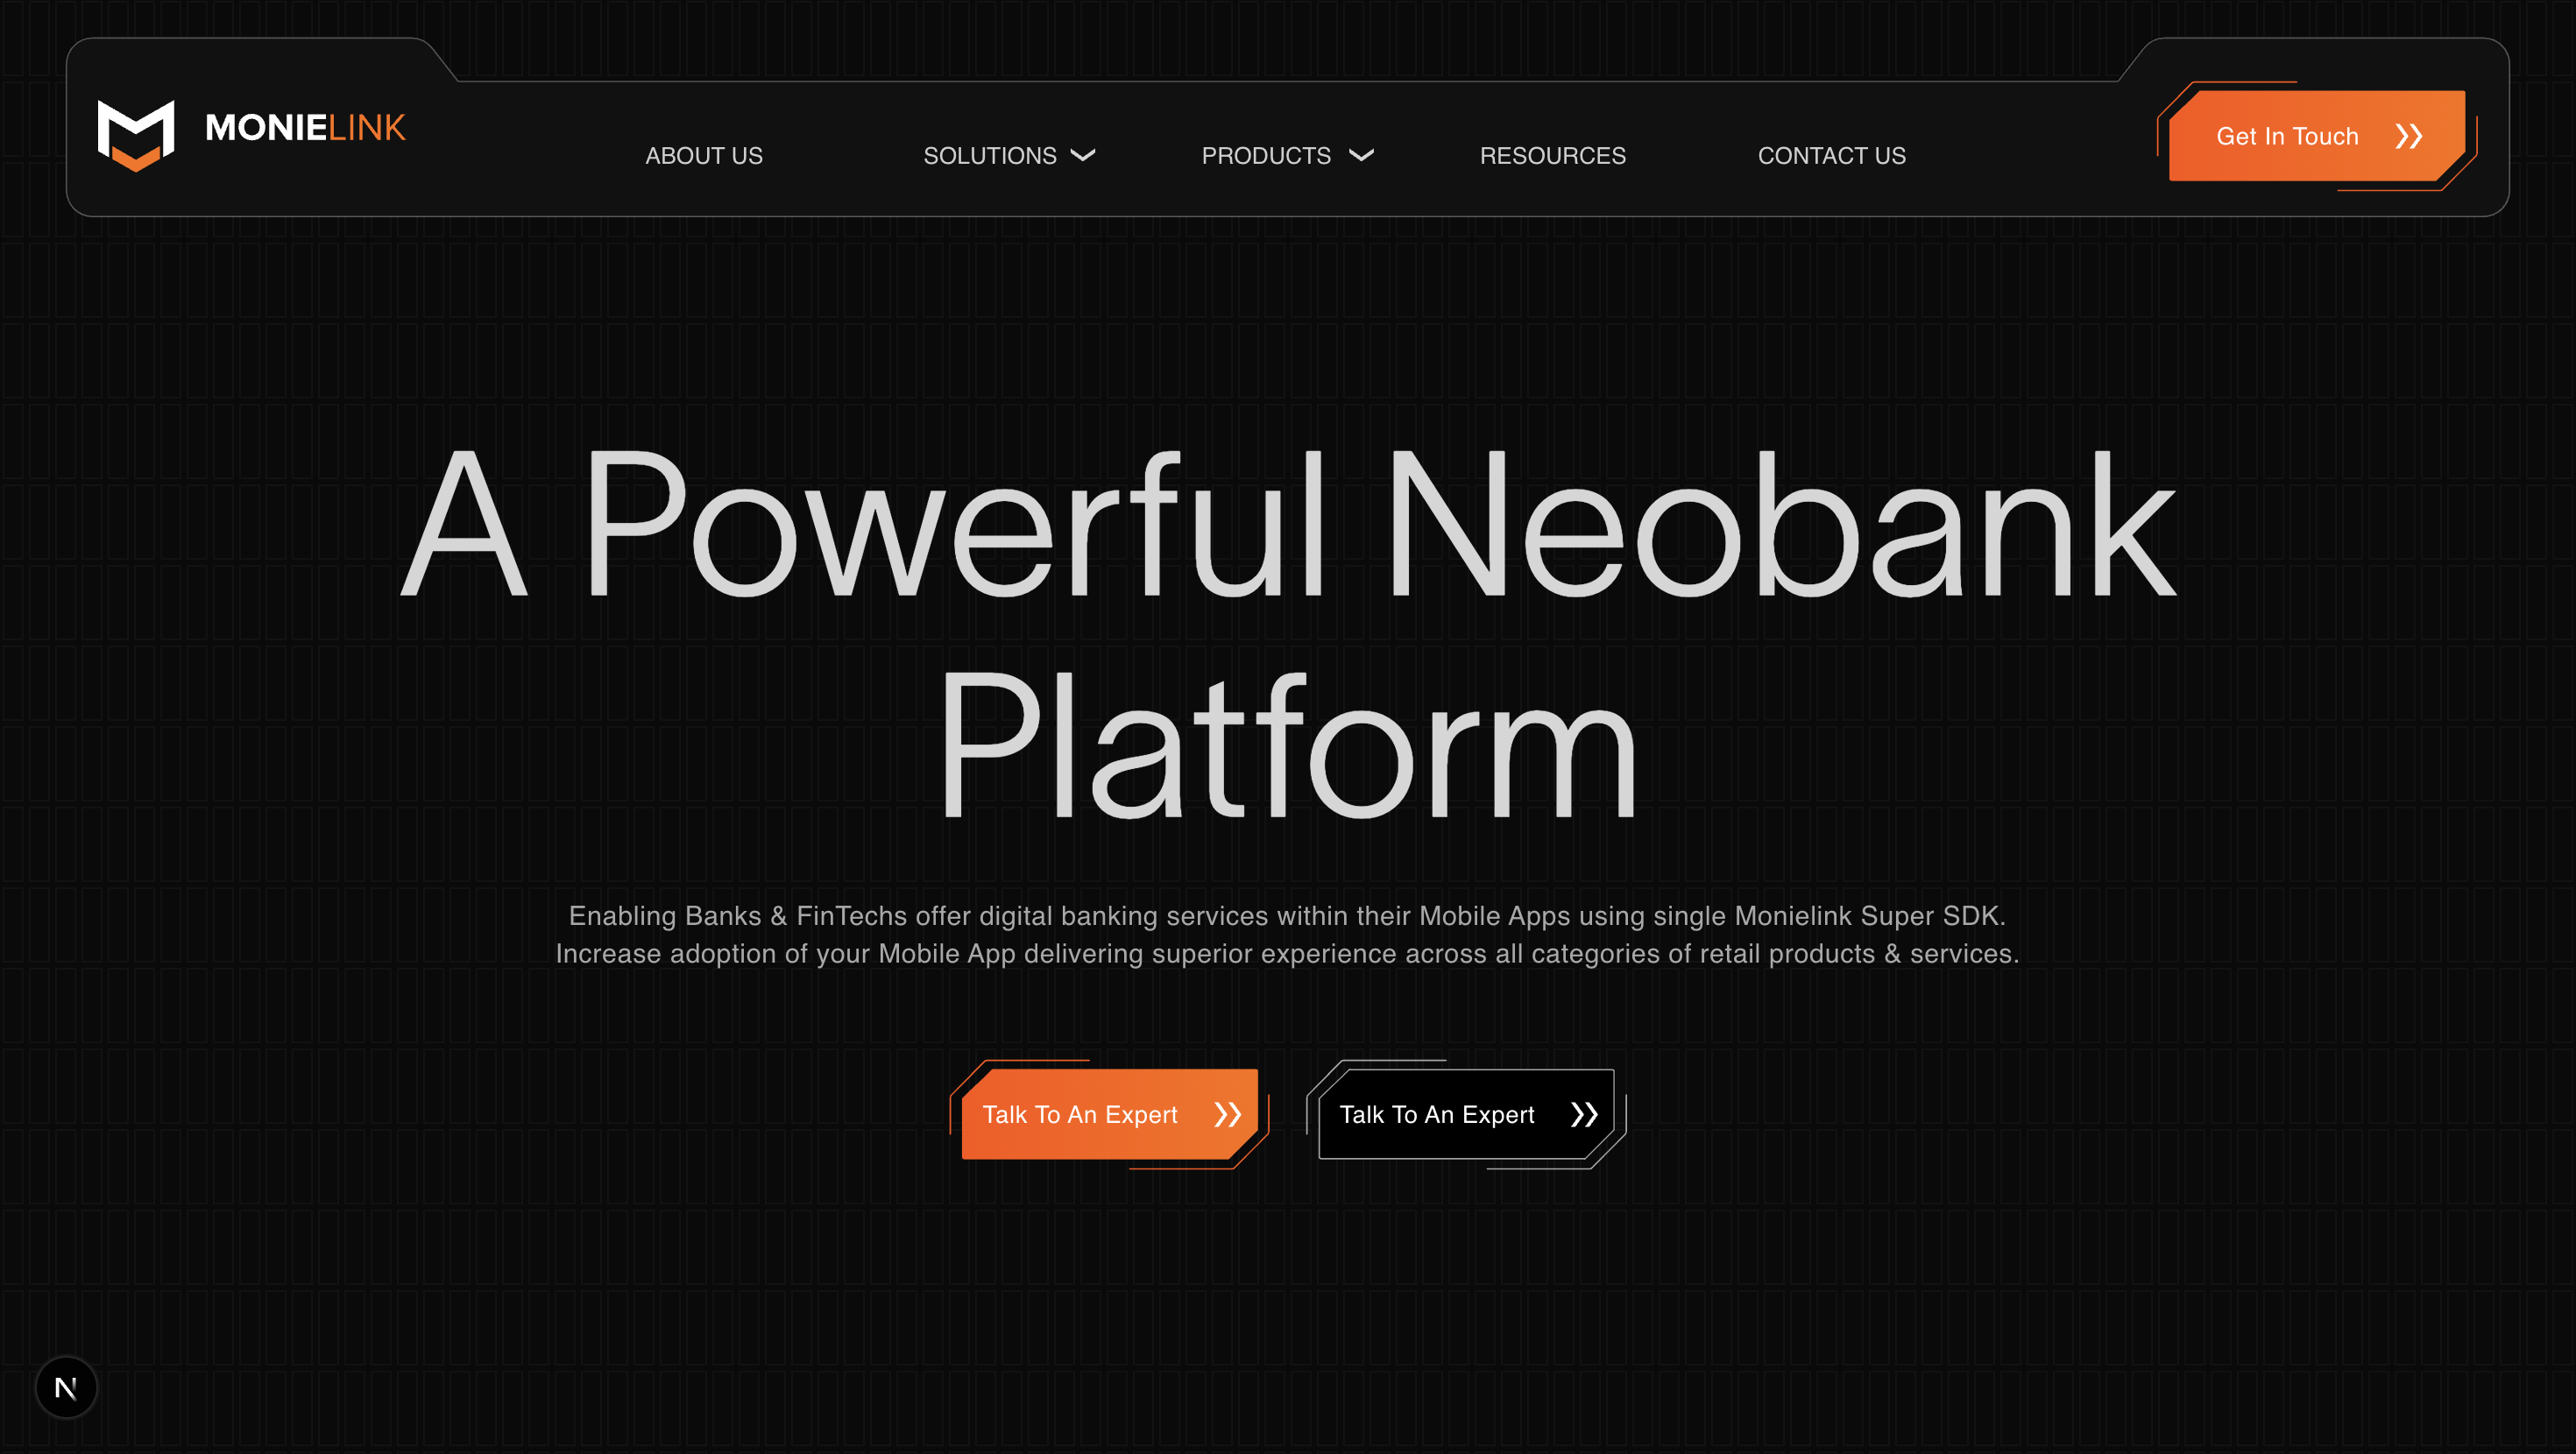 MONIELINK
ABOUT US
SOLUTIONS
PRODUCTS
RESOURCES
CONTACT US
Get In Touch
A Powerful Neobank
Platform
Enabling Banks & FinTechs offer digital banking services within their Mobile Apps using single Monielink Super SDK.
Increase adoption of your Mobile App delivering superior experience across all categories of retail products & services.
Talk To An Expert
Talk To An Expert
N